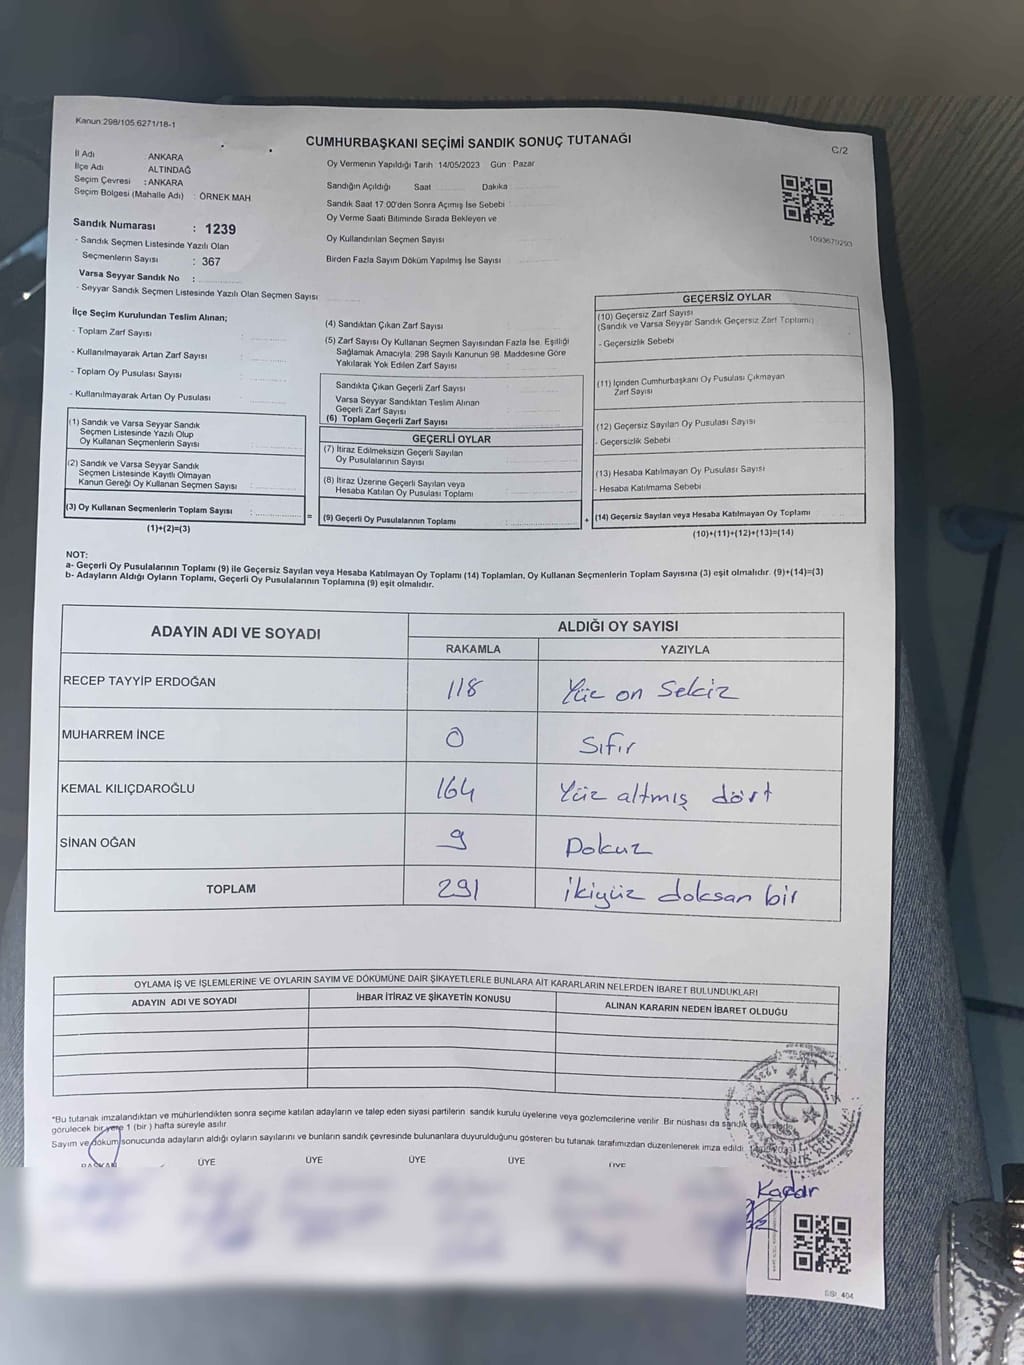 Kanun 298/105.6271/18-1
CUMHURBAŞKANI SEÇİMİ SANDIK SONUÇ TUTANAĞI
C/2
İl Adı : ANKARA
İlçe Adı : ALTINDAĞ
Seçim Çevresi : ANKARA
Seçim Bölgesi (Mahalle Adı) : ÖRNEK MAH
Sandık Numarası : 1239
- Sandık Seçmen Listesinde Yazılı Olan
Seçmenlerin Sayısı : 367
Varsa Seyyar Sandık No :
- Seyyar Sandık Seçmen Listesinde Yazılı Olan Seçmen Sayısı
Oy Vermenin Yapıldığı Tarih 14/05/2023 Gün : Pazar
Sandığın Açıldığı Saat Dakika
Sandık Saat 17:00'den Sonra Açımış İse Sebebi
Oy Verme Saati Bitiminde Sırada Bekleyen ve
Oy Kullandırılan Seçmen Sayısı
Birden Fazla Sayım Döküm Yapılmış İse Sayısı
1093670293
İlçe Seçim Kurulundan Teslim Alınan;
- Toplam Zarf Sayısı :
- Kullanılmayarak Artan Zarf Sayısı :
- Toplam Oy Pusulası Sayısı :
- Kullanılmayarak Artan Oy Pusulası :
(1) Sandık ve Varsa Seyyar Sandık
Seçmen Listesinde Yazılı Olup
Oy Kullanan Seçmenlerin Sayısı :
(2) Sandık ve Varsa Seyyar Sandık
Seçmen Listesinde Kayıtlı Olmayan
Kanun Gereği Oy Kullanan Seçmen Sayısı :
(3) Oy Kullanan Seçmenlerin Toplam Sayısı :
(1)+(2)=(3)
=
(4) Sandıktan Çıkan Zarf Sayısı
(5) Zarf Sayısı Oy Kullanan Seçmen Sayısından Fazla İse, Eşitliği
Sağlamak Amacıyla; 298 Sayılı Kanunun 98. Maddesine Göre
Yakılarak Yok Edilen Zarf Sayısı
Sandıkta Çıkan Geçerli Zarf Sayısı
Varsa Seyyar Sandıktan Teslim Alınan
Geçerli Zarf Sayısı
(6) Toplam Geçerli Zarf Sayısı
GEÇERLİ OYLAR
(7) İtiraz Edilmeksizin Geçerli Sayılan
Oy Pusulalarının Sayısı
(8) İtiraz Üzerine Geçerli Sayılan veya
Hesaba Katılan Oy Pusulası Toplamı
(9) Geçerli Oy Pusulalarının Toplamı :
+
GEÇERSİZ OYLAR
(10) Geçersiz Zarf Sayısı
(Sandık ve Varsa Seyyar Sandık Geçersiz Zarf Toplamı)
- Geçersizlik Sebebi
(11) İçinden Cumhurbaşkanı Oy Pusulası Çıkmayan
Zarf Sayısı
(12) Geçersiz Sayılan Oy Pusulası Sayısı
- Geçersizlik Sebebi
(13) Hesaba Katılmayan Oy Pusulası Sayısı
- Hesaba Katılmama Sebebi
(14) Geçersiz Sayılan veya Hesaba Katılmayan Oy Toplamı
(10)+(11)+(12)+(13)=(14)
NOT:
a- Geçerli Oy Pusulalarının Toplamı (9) ile Geçersiz Sayılan veya Hesaba Katılmayan Oy Toplamı (14) Toplamları, Oy Kullanan Seçmenlerin Toplam Sayısına (3) eşit olmalıdır. (9)+(14)=(3)
b- Adayların Aldığı Oyların Toplamı, Geçerli Oy Pusulalarının Toplamına (9) eşit olmalıdır.
ADAYIN ADI VE SOYADI ALDIĞI OY SAYISI
RAKAMLA YAZIYLA
RECEP TAYYİP ERDOĞAN 118 Yüz on sekiz
MUHARREM İNCE 0 Sıfır
KEMAL KILIÇDAROĞLU 164 Yüz altmış dört
SİNAN OĞAN 9 Dokuz
TOPLAM 291 ikiyüz doksan bir
OYLAMA İŞ VE İŞLEMLERİNE VE OYLARIN SAYIM VE DÖKÜMÜNE DAİR ŞİKAYETLERLE BUNLARA AİT KARARLARIN NELERDEN İBARET BULUNDUKLARI
ADAYIN ADI VE SOYADI İHBAR İTİRAZ VE ŞİKAYETİN KONUSU ALINAN KARARIN NEDEN İBARET OLDUĞU
*Bu tutanak imzalandıktan ve mühürlendikten sonra seçime katılan adayların ve talep eden siyasi partilerin sandık kurulu üyelerine veya gözlemcilerine verilir. Bir nüshası da sandık
görülecek bir yere 1 (bir ) hafta süreyle asılır
Sayım ve döküm sonucunda adayların aldığı oyların sayılarını ve bunların sandık çevresinde bulunanlara duyurulduğunu gösteren bu tutanak tarafımızdan düzenlenerek imza edildi.
BAŞKAN ÜYE ÜYE ÜYE ÜYE ÜYE
T.C.
1239
Kaçar
SSI 404